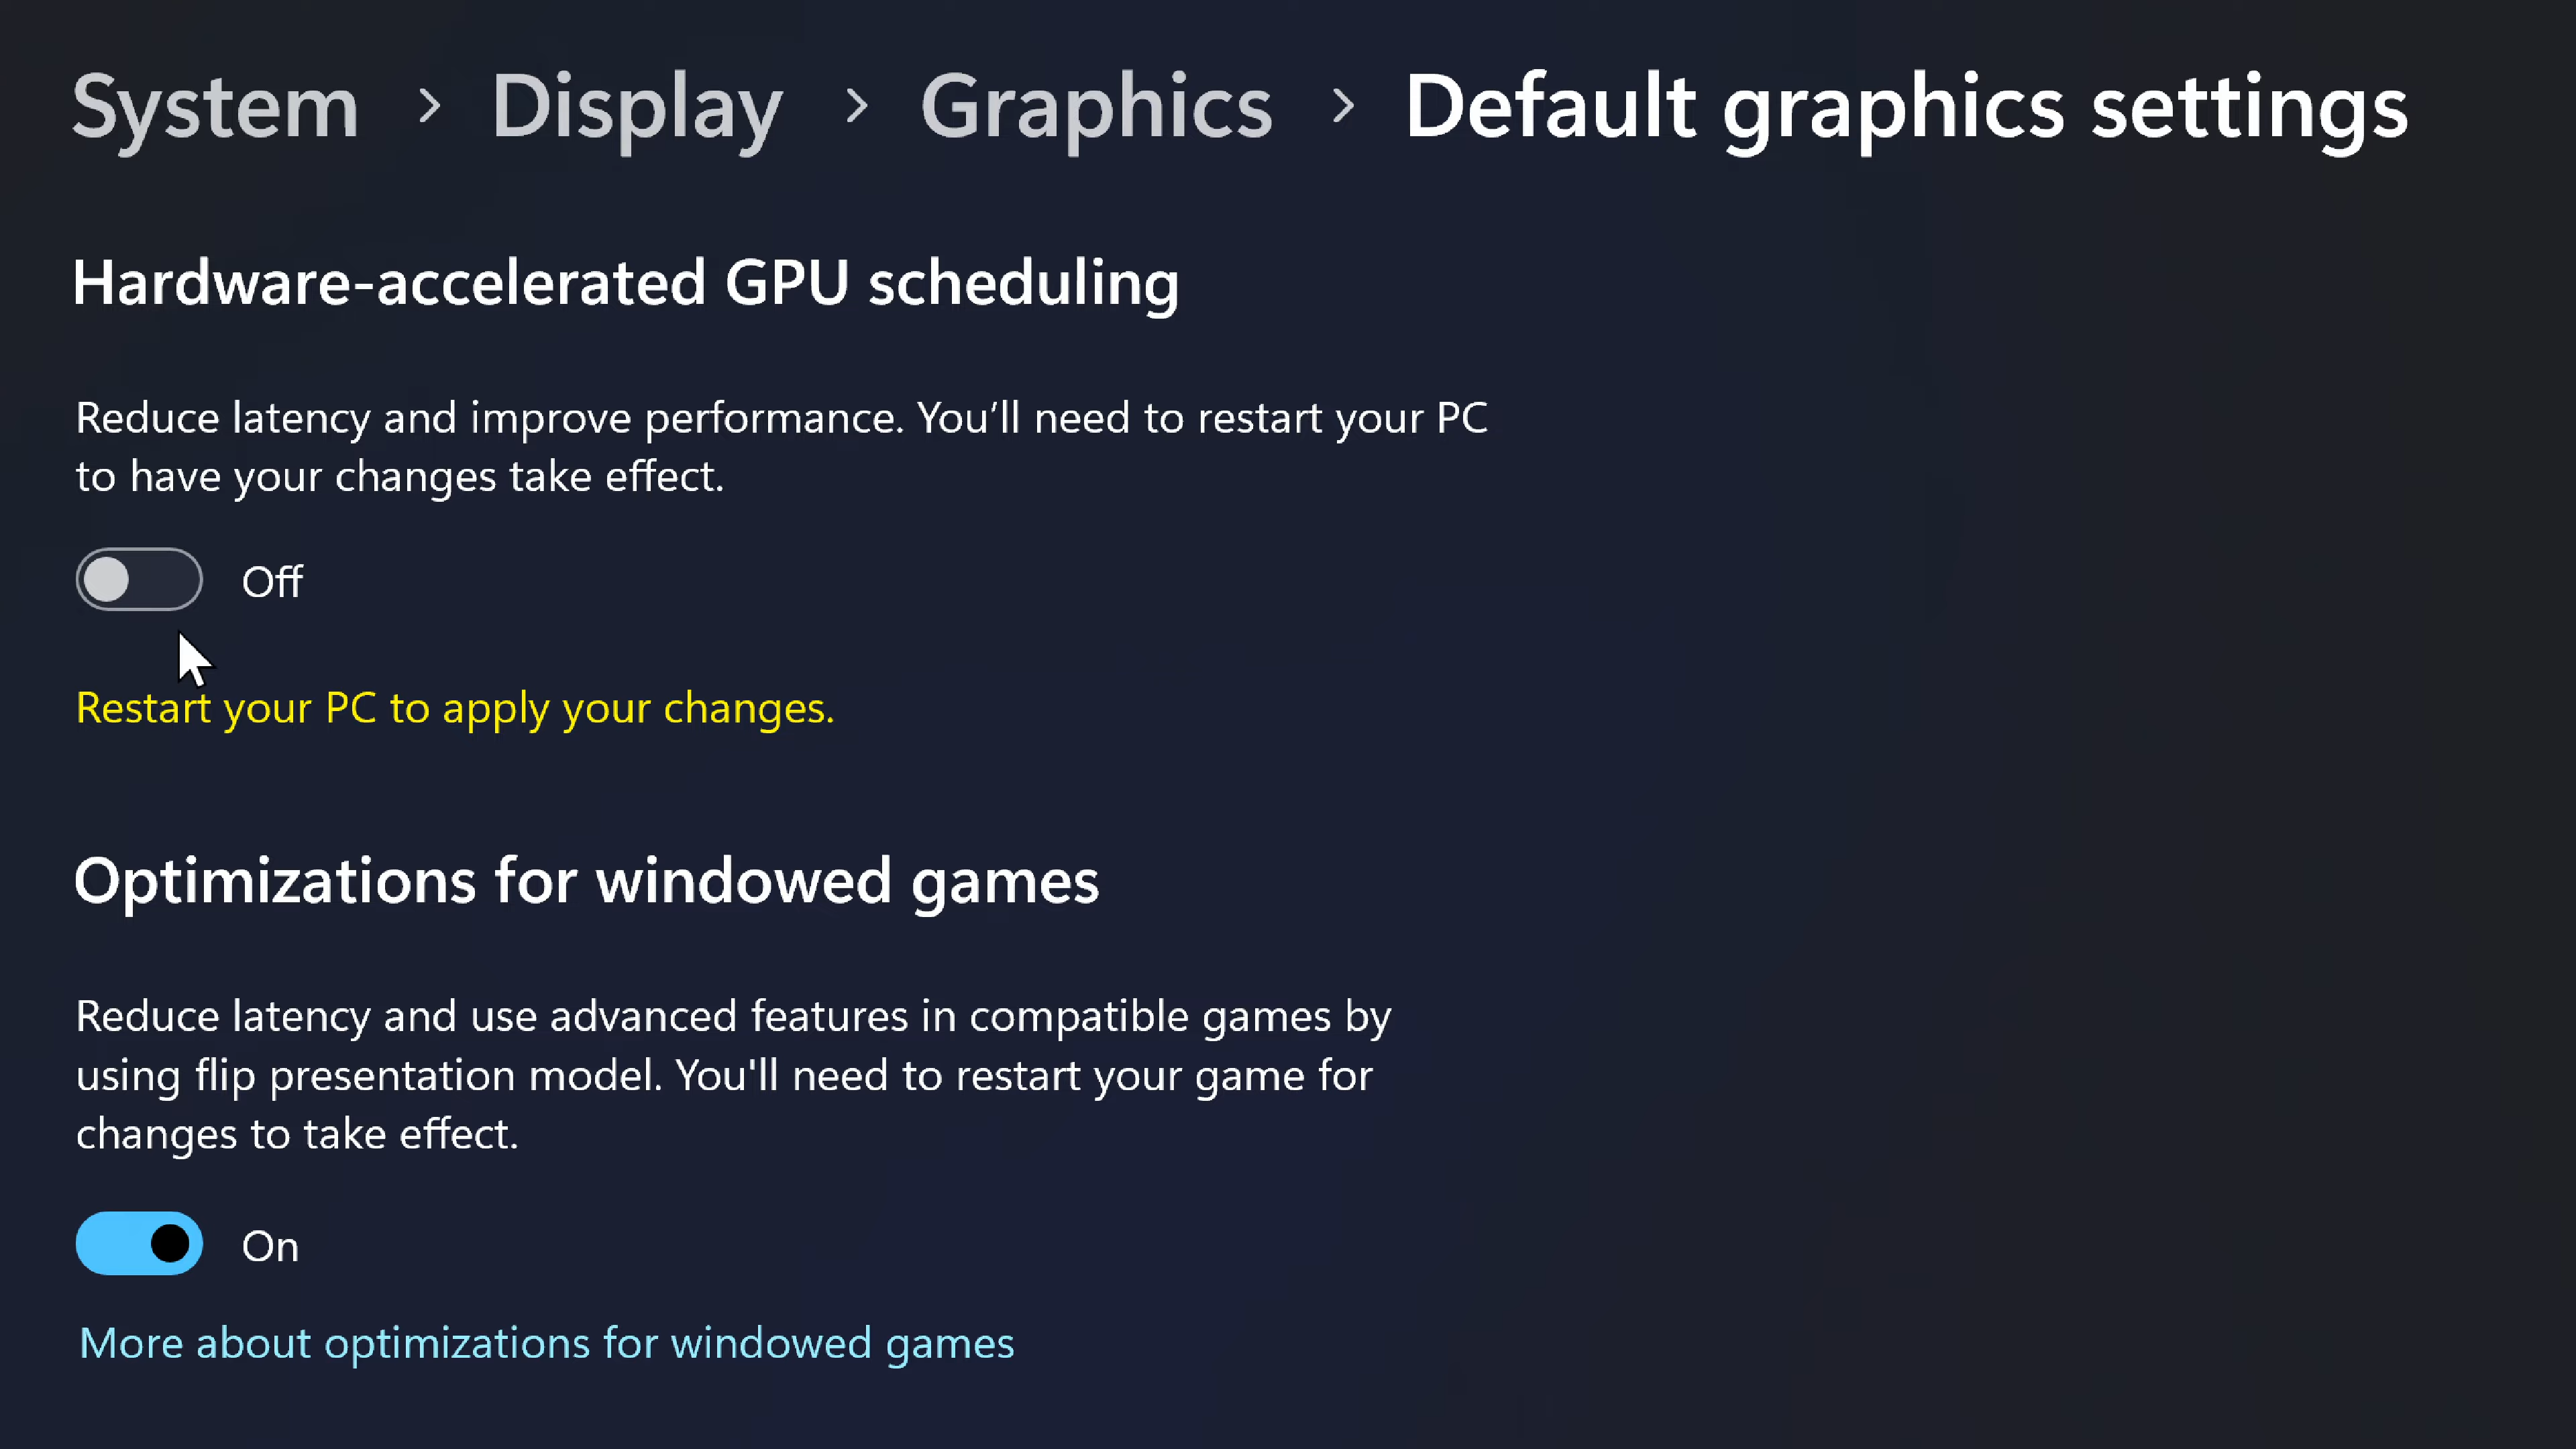 System > Display > Graphics > Default graphics settings
Hardware-accelerated GPU scheduling
Reduce latency and improve performance. You’ll need to restart your PC
to have your changes take effect.
Off
Restart your PC to apply your changes.
Optimizations for windowed games
Reduce latency and use advanced features in compatible games by
using flip presentation model. You'll need to restart your game for
changes to take effect.
On
More about optimizations for windowed games